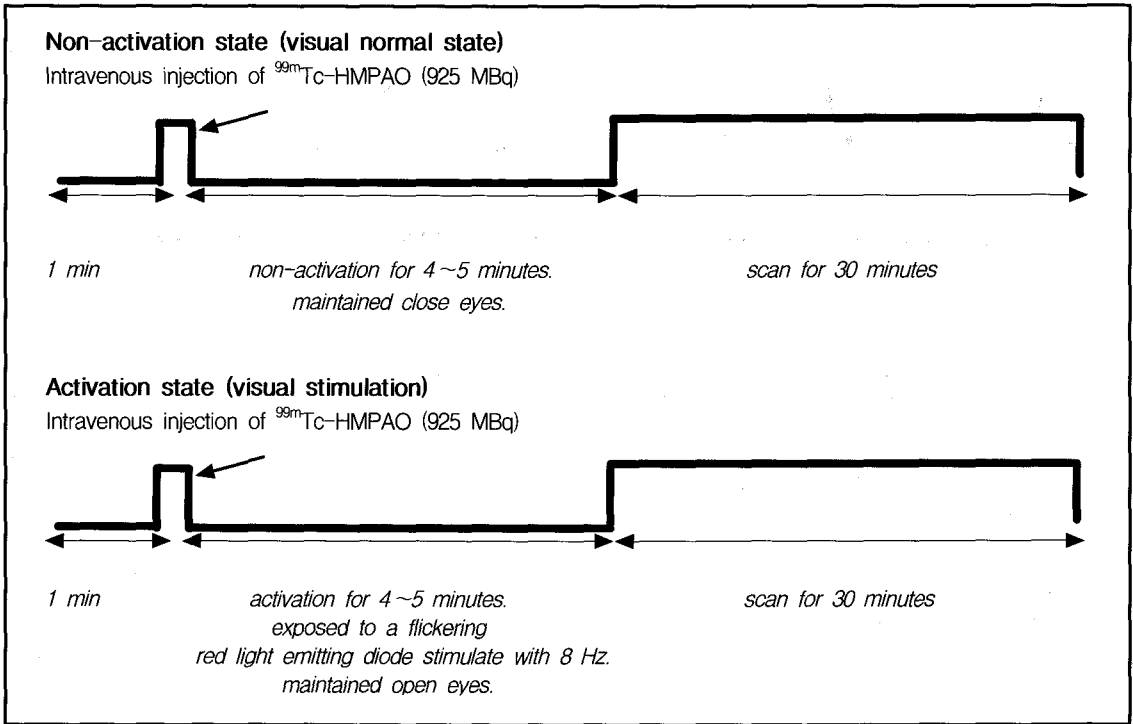 Non-activation state (visual normal state)
Intravenous injection of 99mTc-HMPAO (925 MBq)
1 min non-activation for 4~5 minutes. scan for 30 minutes
maintained close eyes.
Activation state (visual stimulation)
Intravenous injection of 99mTc-HMPAO (925 MBq)
1 min activation for 4~5 minutes. scan for 30 minutes
exposed to a flickering
red light emitting diode stimulate with 8 Hz.
maintained open eyes.